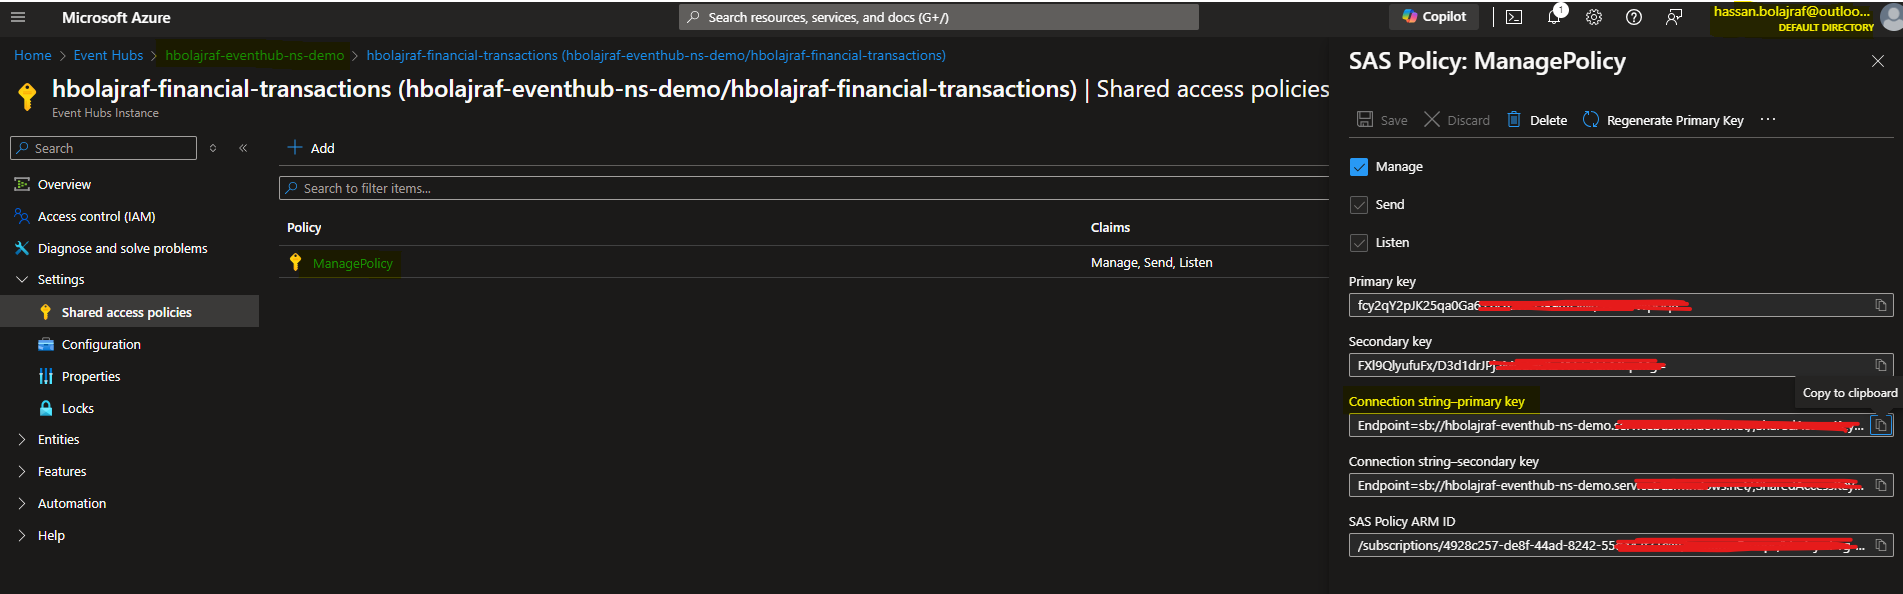 Microsoft Azure
Search resources, services, and docs (G+/)
Copilot
1
hassan.bolajraf@outloo...
DEFAULT DIRECTORY
Home > Event Hubs > hbolajraf-eventhub-ns-demo > hbolajraf-financial-transactions (hbolajraf-eventhub-ns-demo/hbolajraf-financial-transactions)
hbolajraf-financial-transactions (hbolajraf-eventhub-ns-demo/hbolajraf-financial-transactions) | Shared access policies
Event Hubs Instance
Search
Overview
Access control (IAM)
Diagnose and solve problems
Settings
Shared access policies
Configuration
Properties
Locks
Entities
Features
Automation
Help
Add
Search to filter items...
Policy Claims
ManagePolicy Manage, Send, Listen
SAS Policy: ManagePolicy
Save Discard Delete Regenerate Primary Key ...
Manage
Send
Listen
Primary key
fcy2qY2pJK25qa0Ga6
Secondary key
FXl9QlyufuFx/D3d1drJPj
Copy to clipboard
Connection string–primary key
Endpoint=sb://hbolajraf-eventhub-ns-demo.
Connection string–secondary key
Endpoint=sb://hbolajraf-eventhub-ns-demo.serv
SAS Policy ARM ID
/subscriptions/4928c257-de8f-44ad-8242-55